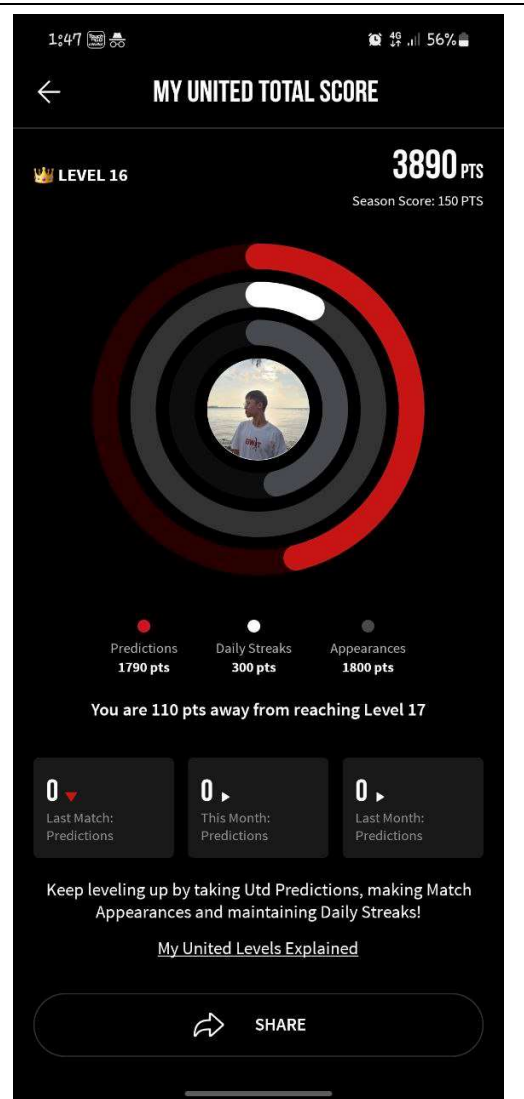 1:47
4G
56%
MY UNITED TOTAL SCORE
LEVEL 16
3890 PTS
Season Score: 150 PTS
Predictions
1790 pts
Daily Streaks
300 pts
Appearances
1800 pts
You are 110 pts away from reaching Level 17
0
Last Match:
Predictions
0
This Month:
Predictions
0
Last Month:
Predictions
Keep leveling up by taking Utd Predictions, making Match
Appearances and maintaining Daily Streaks!
My United Levels Explained
SHARE